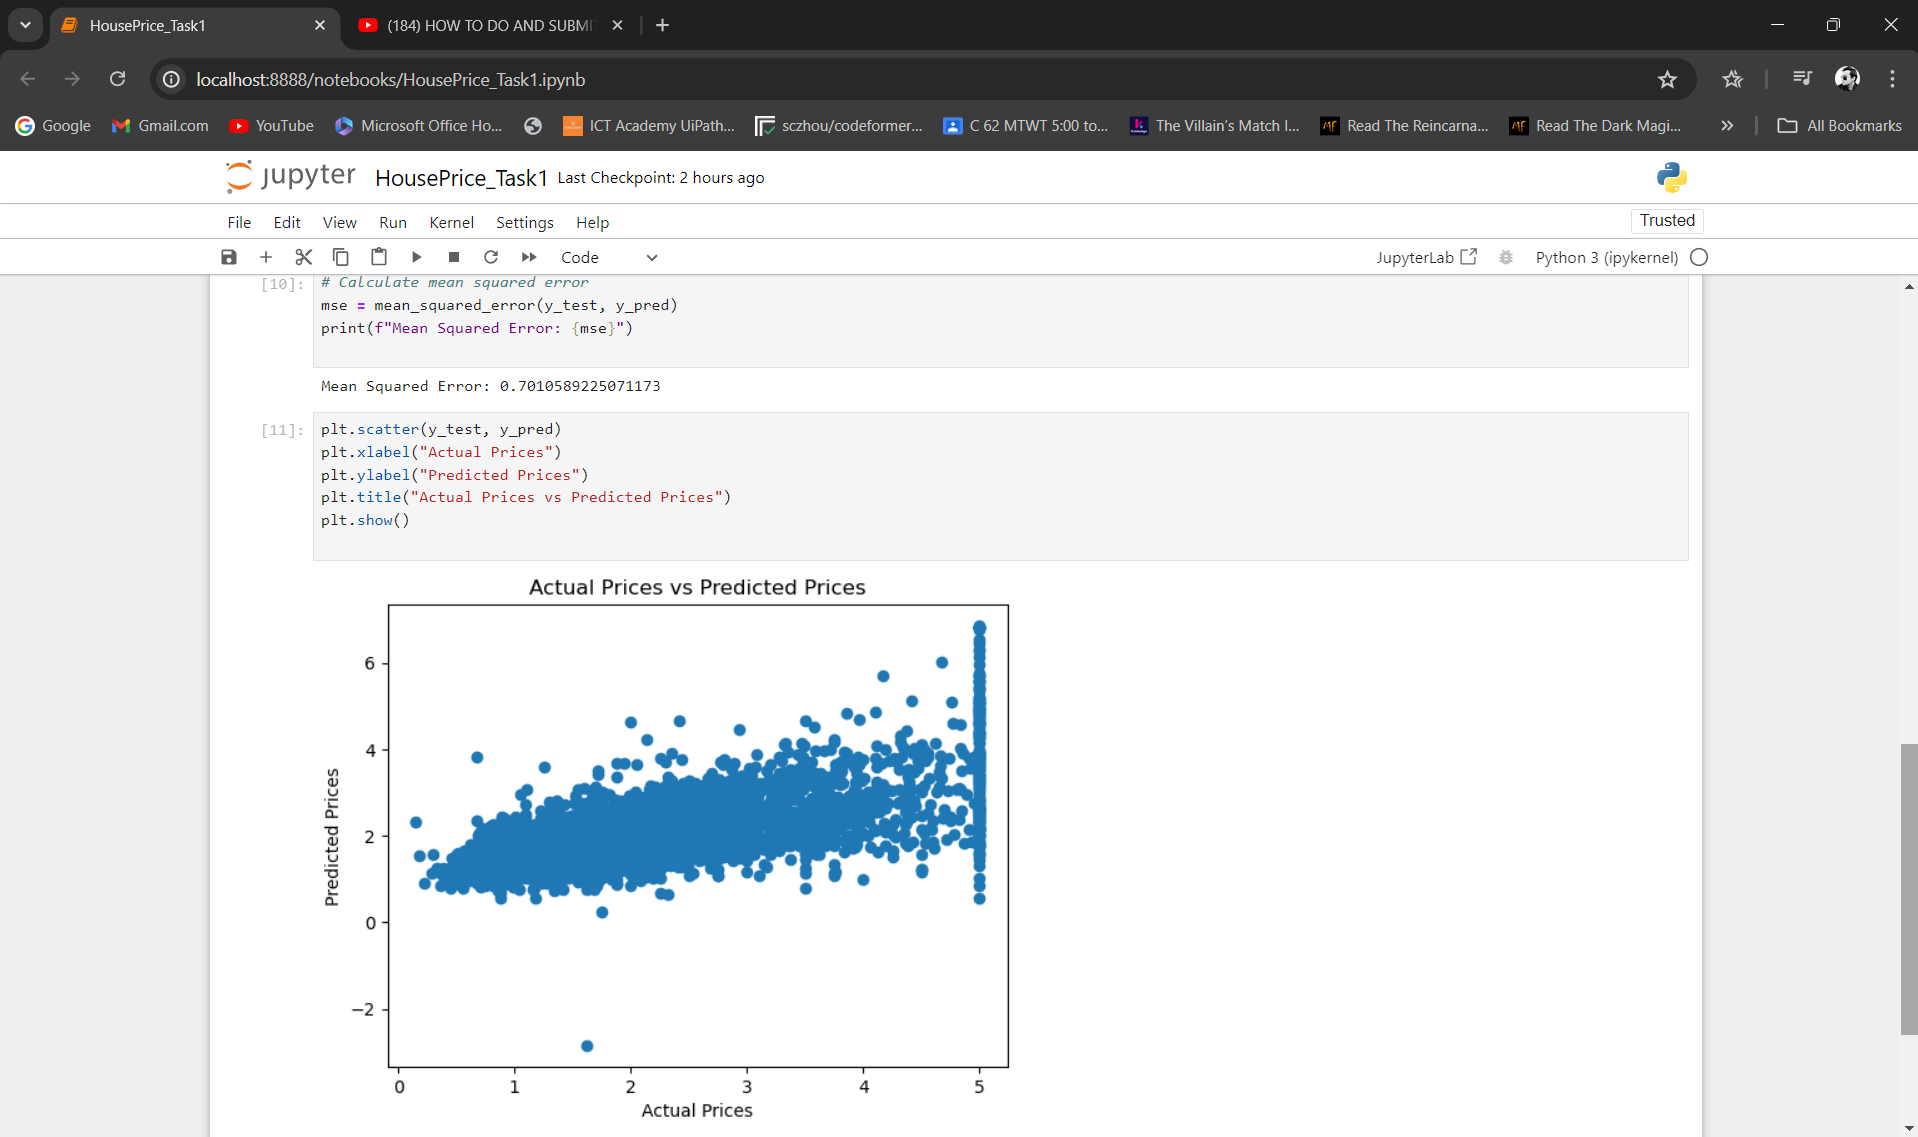 HousePrice_Task1
(184) HOW TO DO AND SUBMI
localhost:8888/notebooks/HousePrice_Task1.ipynb
Google Gmail.com YouTube Microsoft Office Ho... ICT Academy UiPath... sczhou/codeformer... C 62 MTWT 5:00 to... The Villain's Match I... Read The Reincarna... Read The Dark Magi... All Bookmarks
jupyter HousePrice_Task1 Last Checkpoint: 2 hours ago
File Edit View Run Kernel Settings Help Trusted
Code JupyterLab Python 3 (ipykernel)
[10]: # Calculate mean squared error
mse = mean_squared_error(y_test, y_pred)
print(f"Mean Squared Error: {mse}")
Mean Squared Error: 0.7010589225071173
[11]: plt.scatter(y_test, y_pred)
plt.xlabel("Actual Prices")
plt.ylabel("Predicted Prices")
plt.title("Actual Prices vs Predicted Prices")
plt.show()
Actual Prices vs Predicted Prices
Predicted Prices
6
4
2
0
−2
0 1 2 3 4 5
Actual Prices